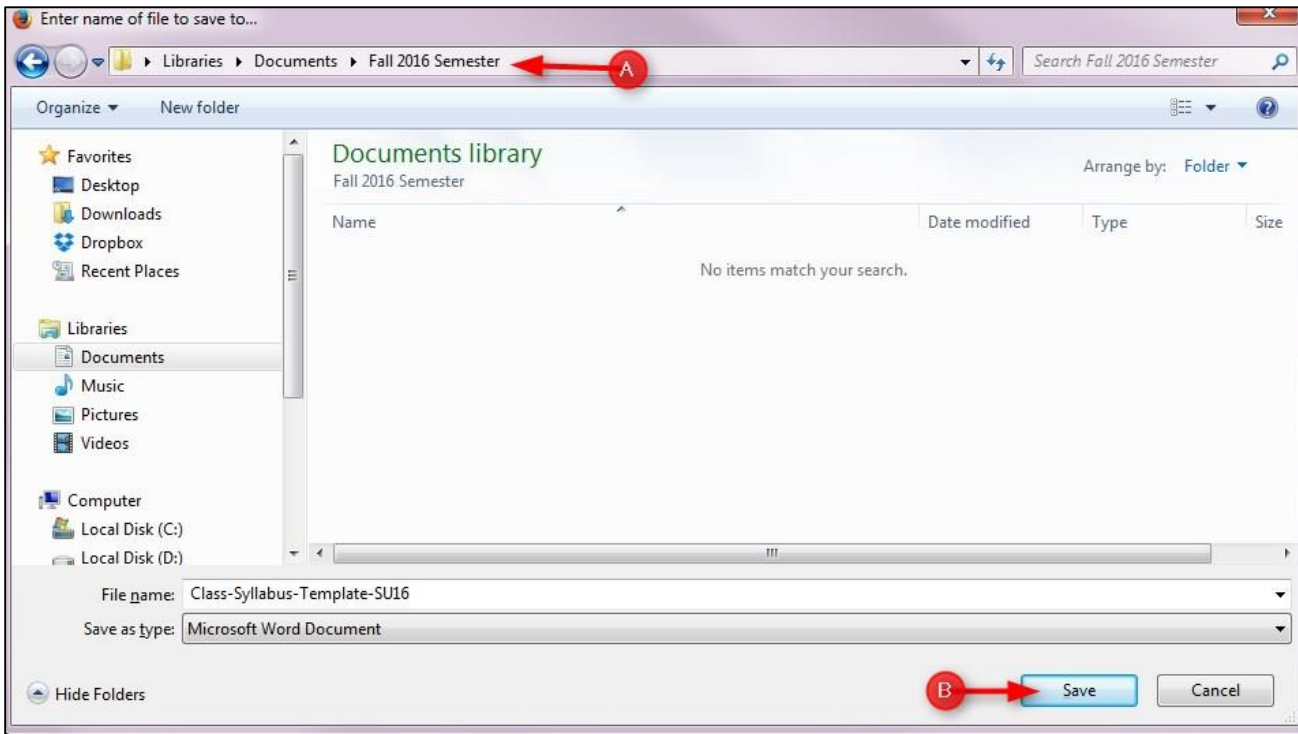 Enter name of file to save to...
X
Libraries Documents Fall 2016 Semester
A
Search Fall 2016 Semester
Organize New folder
?
Favorites
Desktop
Downloads
Dropbox
Recent Places
Libraries
Documents
Music
Pictures
Videos
Computer
Local Disk (C:)
Local Disk (D:)
Documents library
Fall 2016 Semester
Arrange by: Folder
Name Date modified Type Size
No items match your search.
File name: Class-Syllabus-Template-SU16
Save as type: Microsoft Word Document
Hide Folders
B
Save Cancel